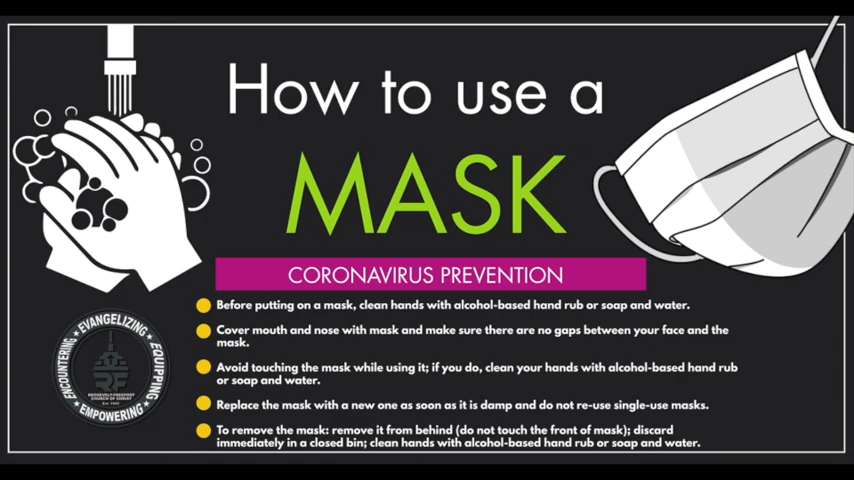 How to use a
MASK
CORONAVIRUS PREVENTION
Before putting on a mask, clean hands with alcohol-based hand rub or soap and water.
Cover mouth and nose with mask and make sure there are no gaps between your face and the
mask.
Avoid touching the mask while using it; if you do, clean your hands with alcohol-based hand rub
or soap and water.
Replace the mask with a new one as soon as it is damp and do not re-use single-use masks.
To remove the mask: remove it from behind (do not touch the front of mask); discard
immediately in a closed bin; clean hands with alcohol-based hand rub or soap and water.
ENCOUNTERING ★ EVANGELIZING ★ EQUIPPING ★ EMPOWERING ★
RF
ROOSEVELT-FREEPORT
CHURCH OF CHRIST